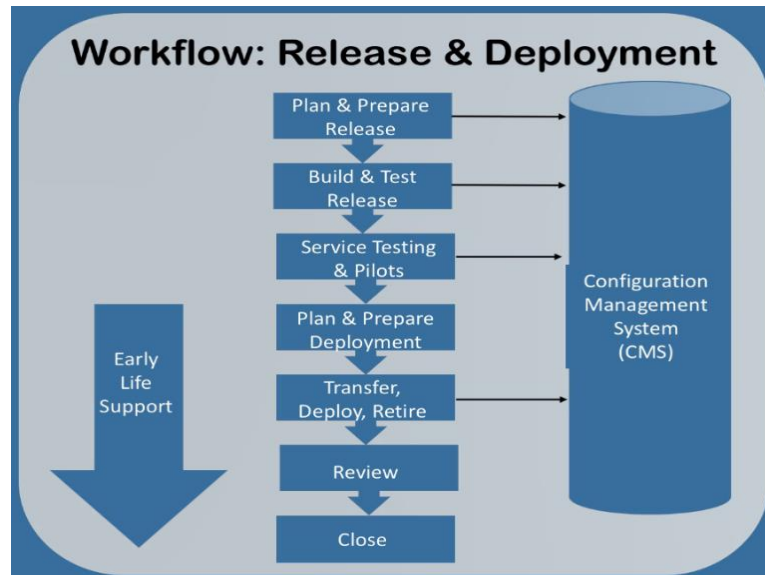 Workflow: Release & Deployment
Plan & Prepare
Release
Build & Test
Release
Service Testing
& Pilots
Plan & Prepare
Deployment
Transfer,
Deploy, Retire
Review
Close
Early
Life
Support
Configuration
Management
System
(CMS)